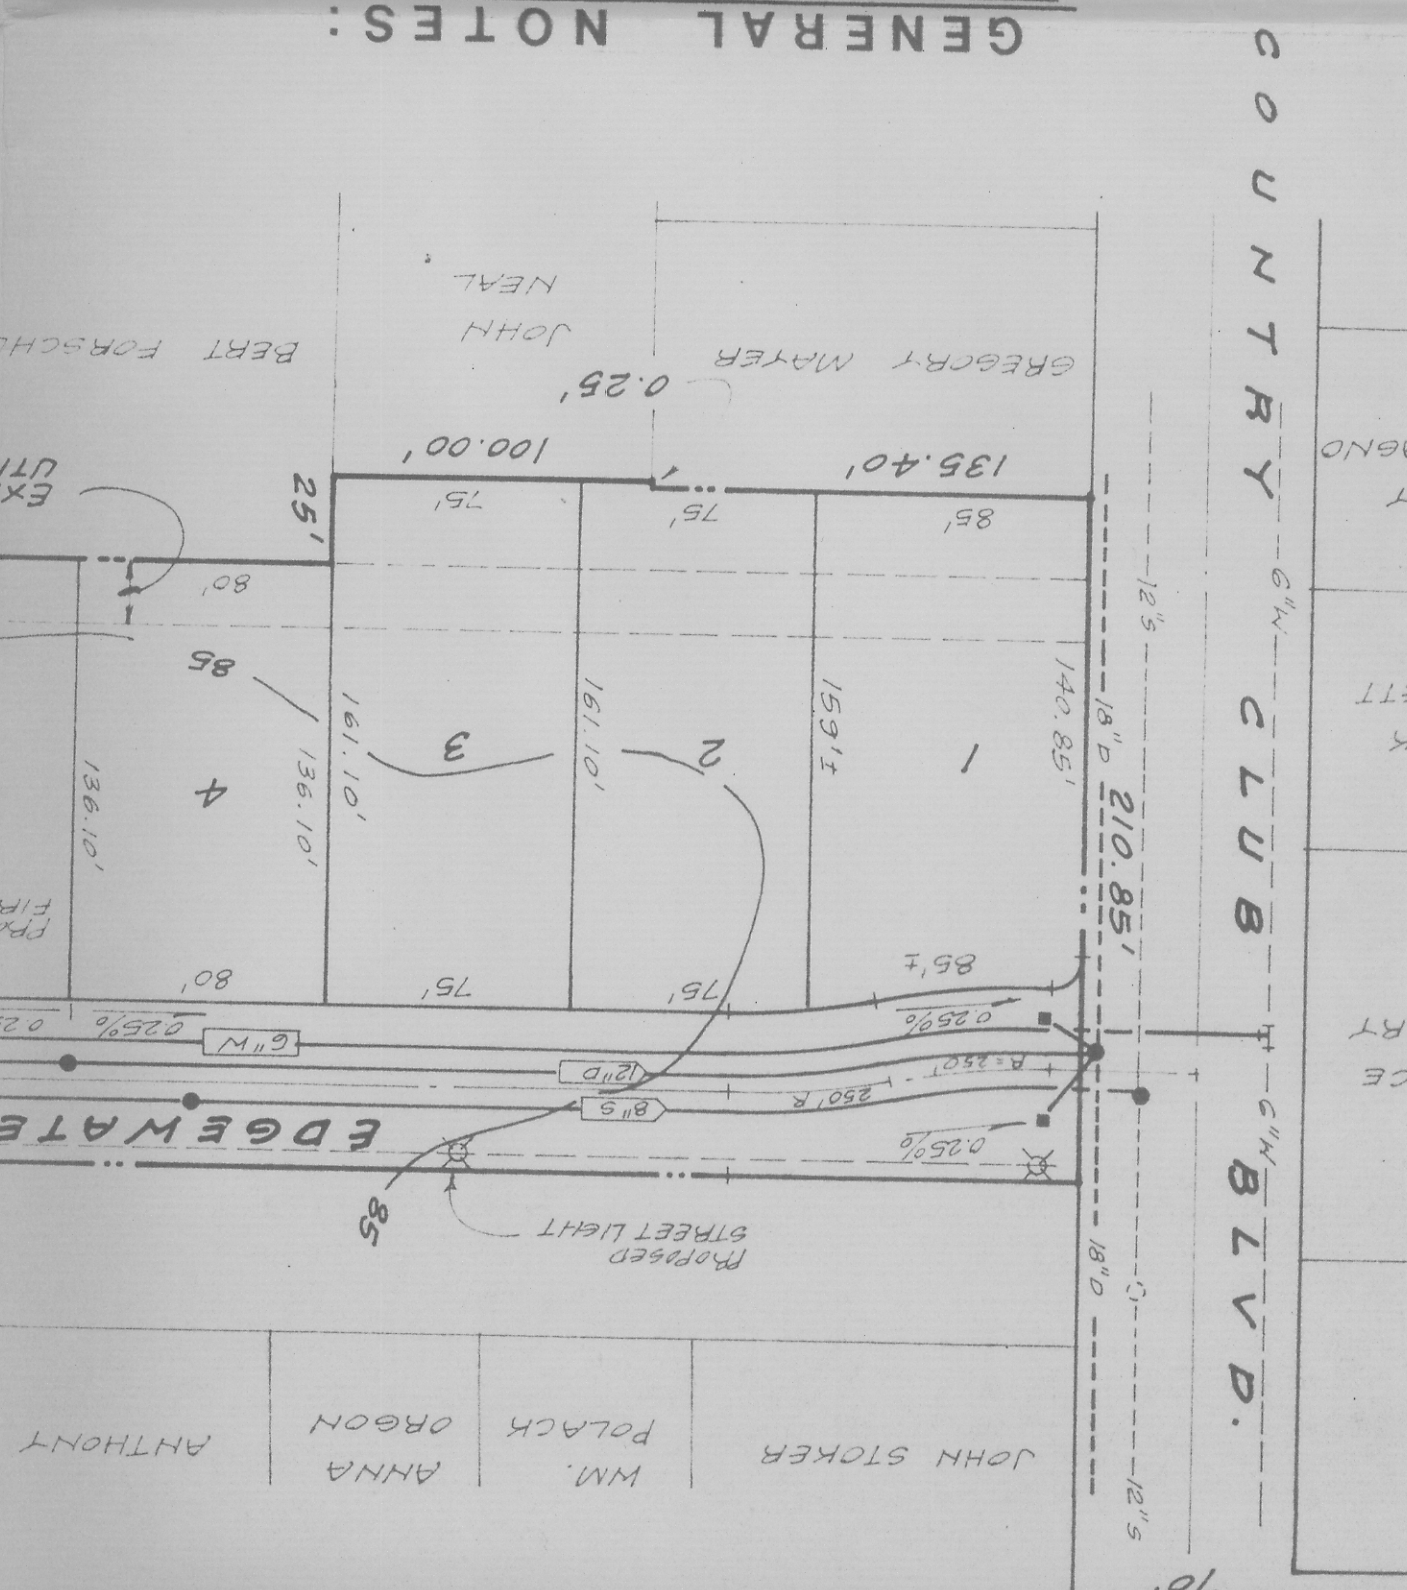 GENERAL NOTES:
COUNTRY CLUB BLVD.
JOHN STOKER
WM.
POLACK
ANNA
ORGON
ANTHONY
PROPOSED
STREET LIGHT
85
EDGEWATE
0.25%
8"S
250'R
R=250'
12"D
6"W
0.25%
0.25%
85'±
75'
75'
80'
1
2
3
4
140.85'
159'±
161.10'
161.10'
136.10'
136.10'
210.85'
85
85'
75'
75'
80'
135.40'
100.00'
25'
0.25'
GREGORY MAYER
JOHN
NEAL
BERT
EX
18"D
18"D
12"S
12"S
6"W
6"W